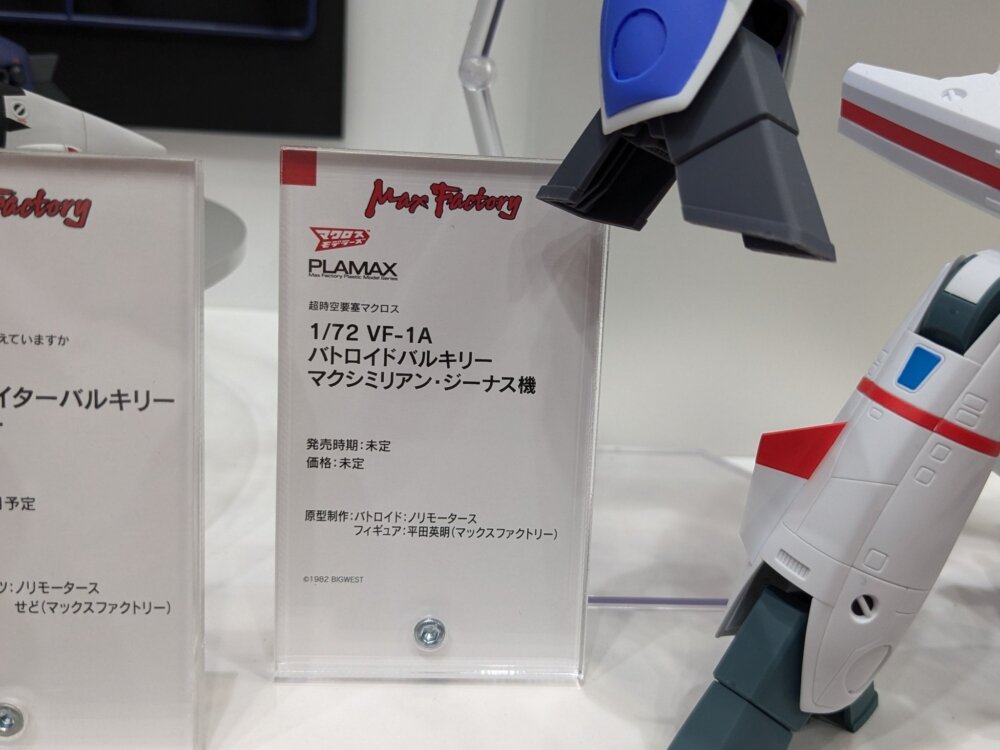 Factory
えていますか
イターバルキリー
予定
ツ：ノリモータース
せど（マックスファクトリー）
Max Factory
マクロス
モデラーズ
PLAMAX
Max Factory Plastic Model Series
超時空要塞マクロス
1/72 VF-1A
バトロイドバルキリー
マクシミリアン・ジーナス機
発売時期：未定
価格：未定
原型制作：バトロイド：ノリモータース
フィギュア：平田英明（マックスファクトリー）
©1982 BIGWEST